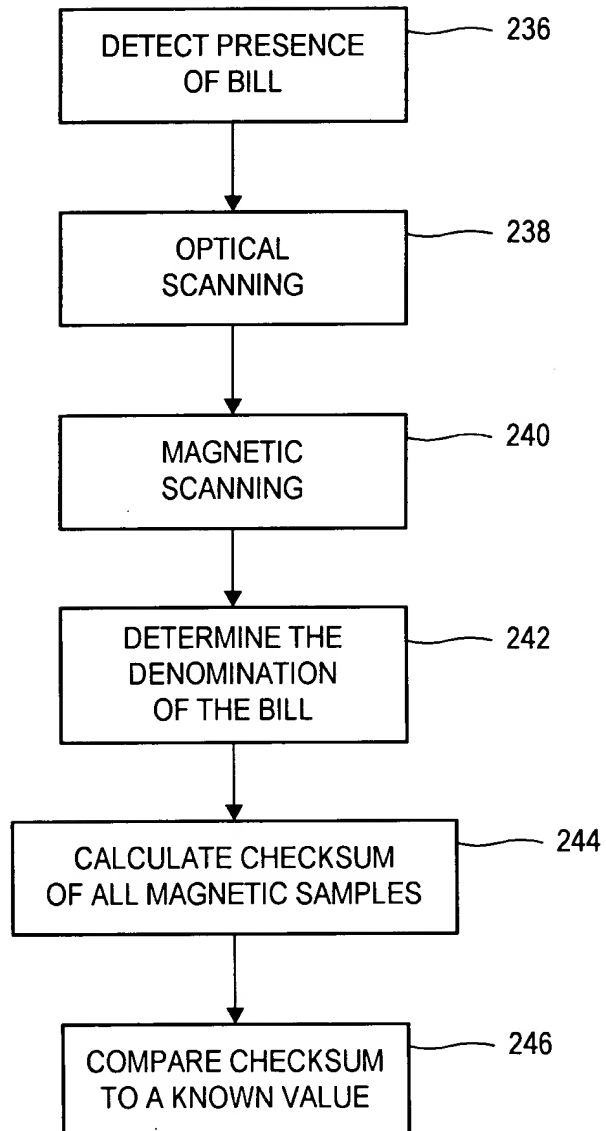 DETECT PRESENCE
OF BILL
236
OPTICAL
SCANNING
238
MAGNETIC
SCANNING
240
DETERMINE THE
DENOMINATION
OF THE BILL
242
CALCULATE CHECKSUM
OF ALL MAGNETIC SAMPLES
244
COMPARE CHECKSUM
TO A KNOWN VALUE
246